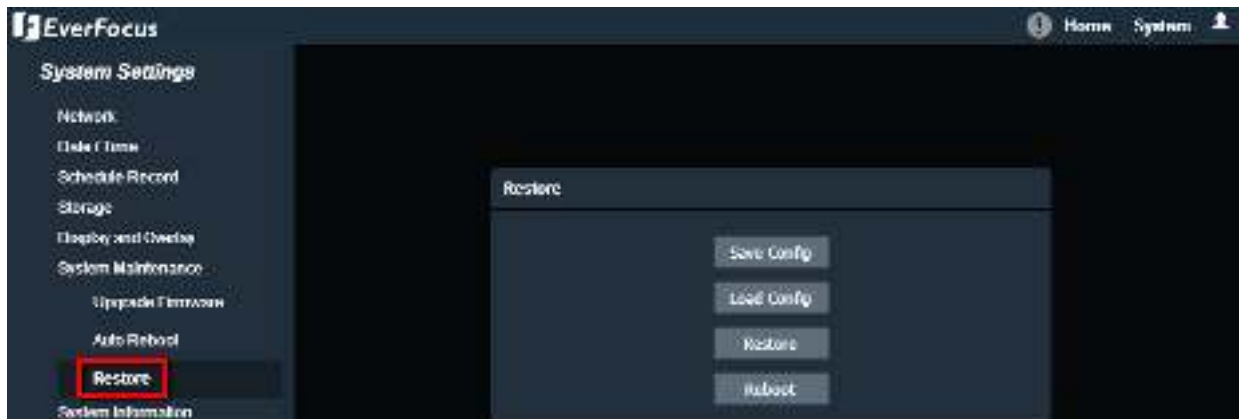 EverFocus
Home System
System Settings
Network
Date / Time
Schedule Record
Storage
Display and Overlay
System Maintenance
Upgrade Firmware
Auto Reboot
Restore
System Information
Restore
Save Config
Load Config
Restore
Reboot